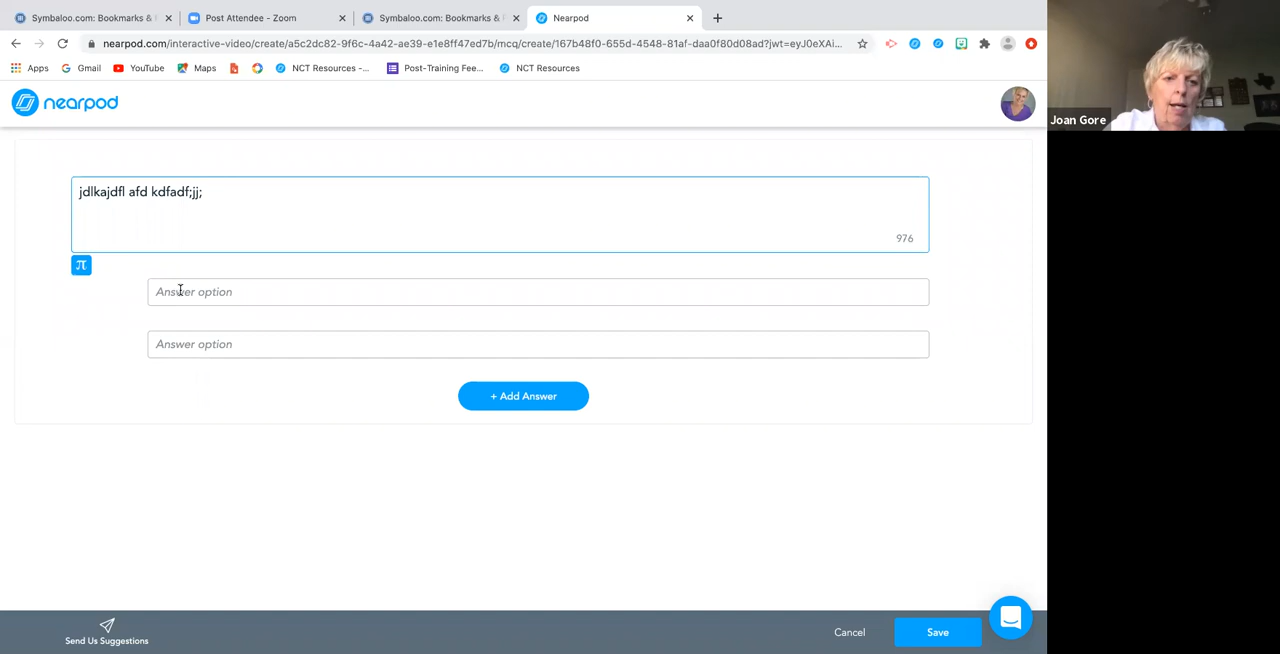 Symbaloo.com: Bookmarks &
Post Attendee - Zoom
Symbaloo.com: Bookmarks &
Nearpod
nearpod.com/interactive-video/create/a5c2dc82-9f6c-4a42-ae39-e1e8ff47ed7b/mcq/create/167b48f0-655d-4548-81af-daa0f80d08ad?jwt=eyJ0eXAi...
Apps
Gmail
YouTube
Maps
NCT Resources -...
Post-Training Fee...
NCT Resources
nearpod
Joan Gore
jdlkajdfl afd kdfadf;jj;
976
π
Answer option
Answer option
+ Add Answer
Send Us Suggestions
Cancel
Save